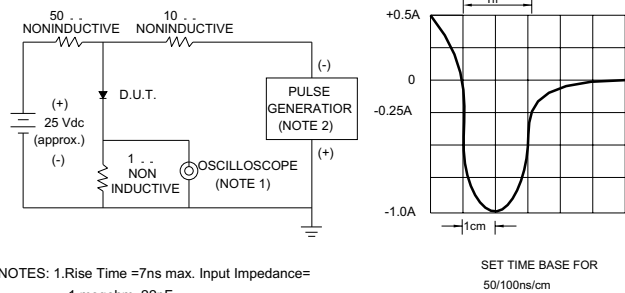 50 - -
NONINDUCTIVE
10 - -
NONINDUCTIVE
(-)
D.U.T.
PULSE
GENERATIOR
(NOTE 2)
(+)
25 Vdc
(approx.)
(-)
(+)
1 - -
NON
INDUCTIVE
OSCILLOSCOPE
(NOTE 1)
+0.5A
0
-0.25A
-1.0A
1cm
SET TIME BASE FOR
50/100ns/cm
NOTES: 1.Rise Time =7ns max. Input Impedance=